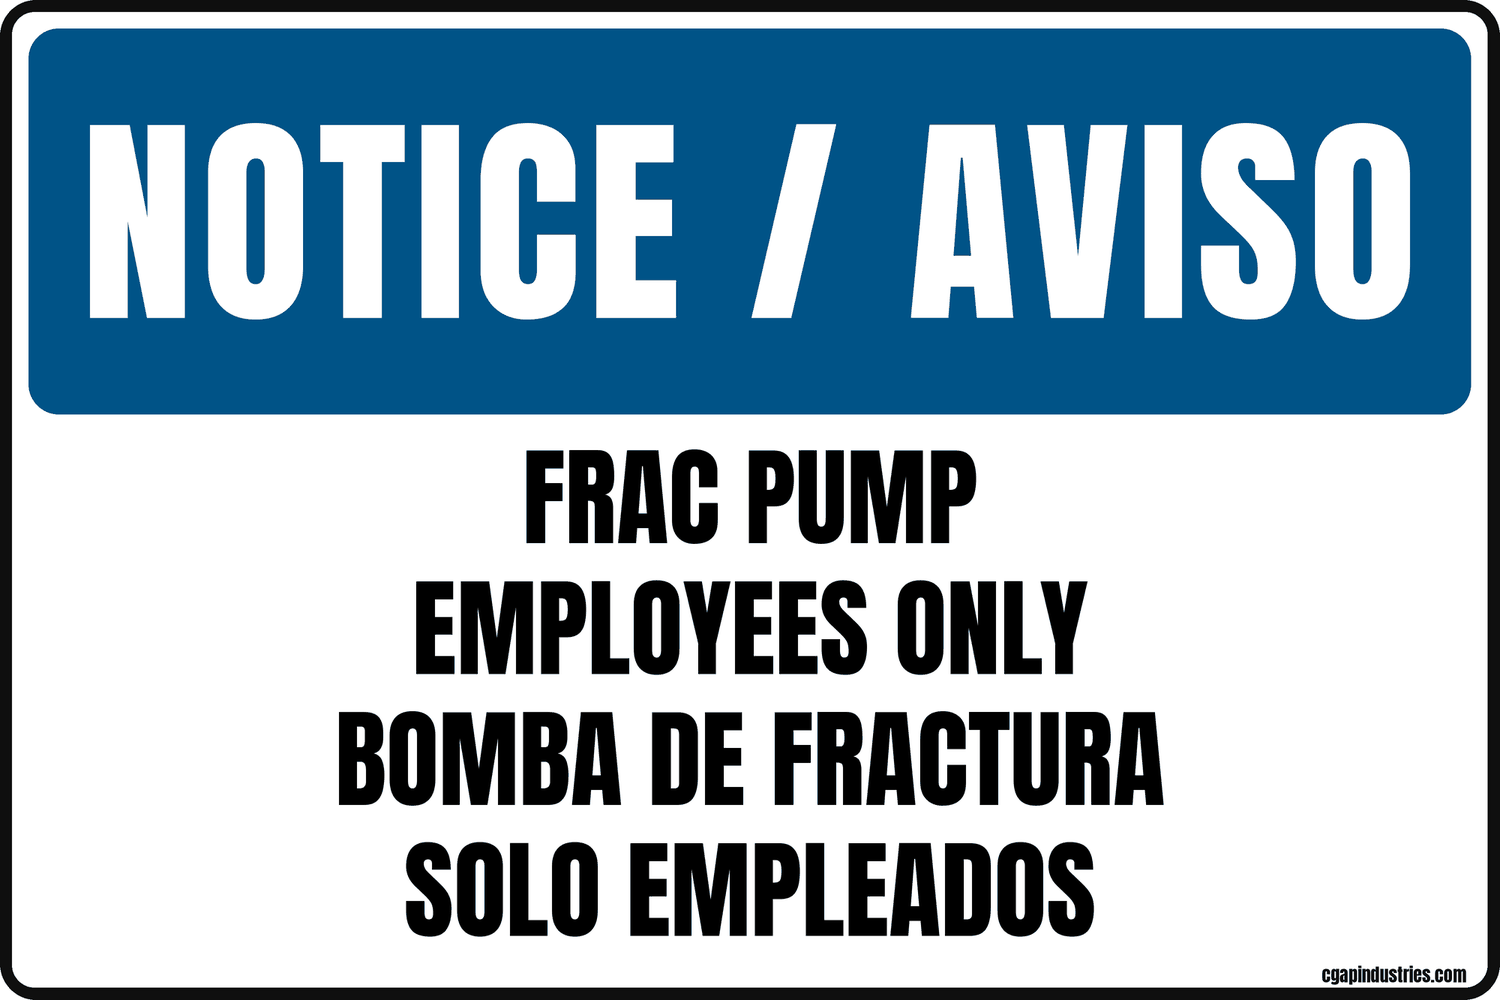 NOTICE / AVISO
FRAC PUMP
EMPLOYEES ONLY
BOMBA DE FRACTURA
SOLO EMPLEADOS
cgapindustries.com